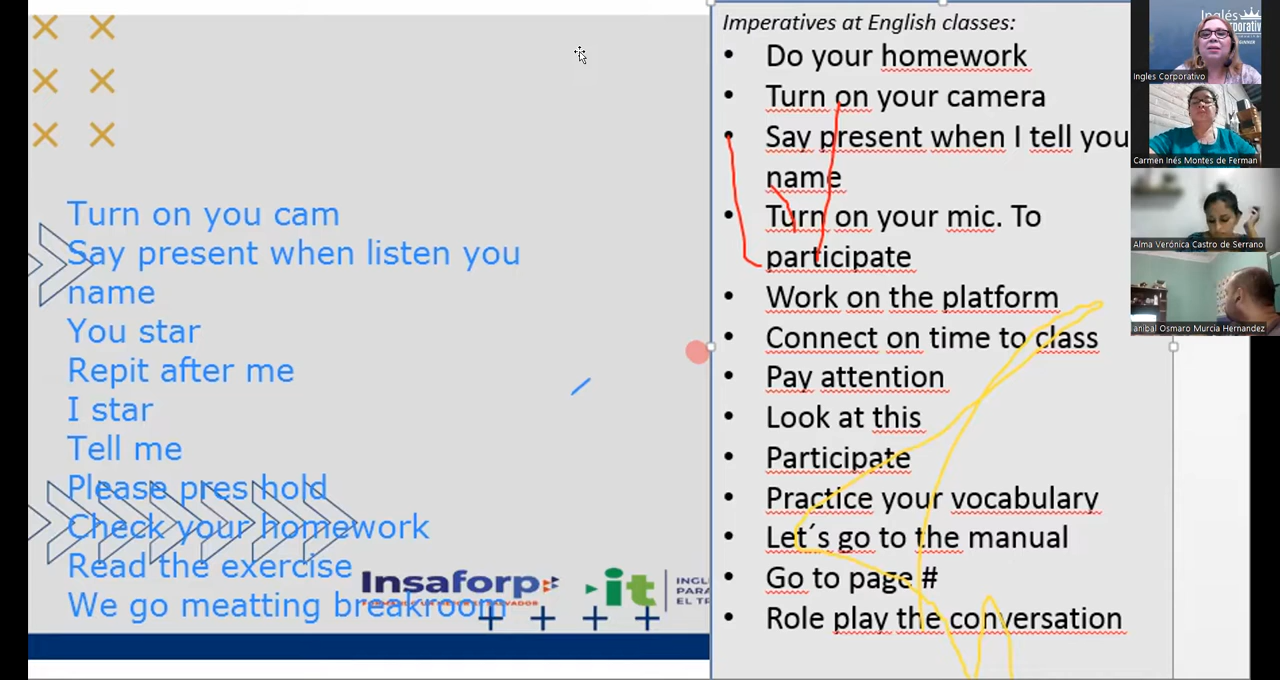 Turn on you cam
Say present when listen you
name
You star
Repit after me
I star
Tell me
Please pres hold
Check your homework
Read the exercise
We go meatting breakroom
Insaforp
it
INGL
PARA
EL TR
Imperatives at English classes:
• Do your homework
• Turn on your camera
• Say present when I tell you
name
• Turn on your mic. To
participate
• Work on the platform
• Connect on time to class
• Pay attention
• Look at this
• Participate
• Practice your vocabulary
• Let´s go to the manual
• Go to page #
• Role play the conversation
Inglés
Ingles Corporativo
Carmen Inés Montes de Ferman
Alma Verónica Castro de Serrano
anibal Osmaro Murcia Hernandez